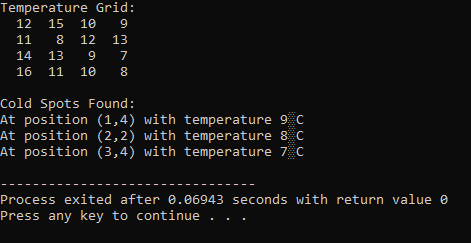 Temperature Grid:
12 15 10 9
11 8 12 13
14 13 9 7
16 11 10 8
Cold Spots Found:
At position (1,4) with temperature 9░C
At position (2,2) with temperature 8░C
At position (3,4) with temperature 7░C
--------------------------------
Process exited after 0.06943 seconds with return value 0
Press any key to continue . . .